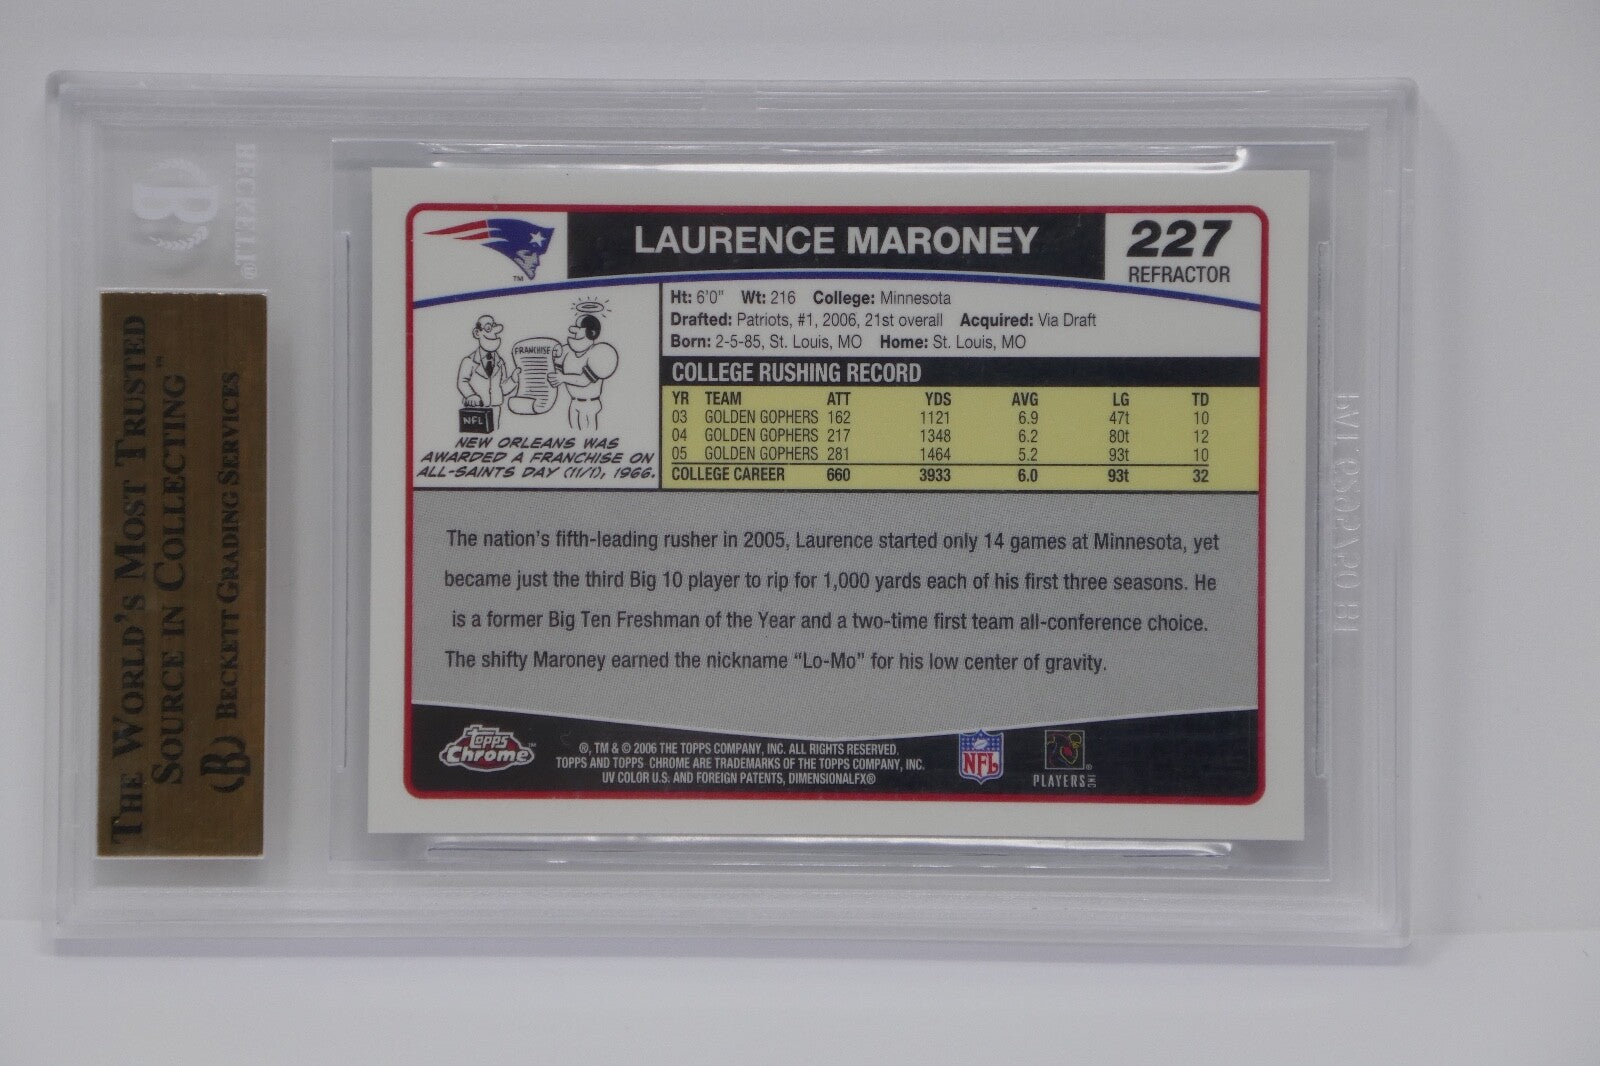 THE WORLD'S MOST TRUSTED
SOURCE IN COLLECTING™
BECKETT GRADING SERVICES
B
BECKETT®
LAURENCE MARONEY
227
REFRACTOR
TM
Ht: 6'0" Wt: 216 College: Minnesota
Drafted: Patriots, #1, 2006, 21st overall Acquired: Via Draft
Born: 2-5-85, St. Louis, MO Home: St. Louis, MO
FRANCHISE
NFL
NEW ORLEANS WAS
AWARDED A FRANCHISE ON
ALL-SAINTS DAY (11/1), 1966.
COLLEGE RUSHING RECORD
YR TEAM ATT YDS AVG LG TD
03 GOLDEN GOPHERS 162 1121 6.9 47t 10
04 GOLDEN GOPHERS 217 1348 6.2 80t 12
05 GOLDEN GOPHERS 281 1464 5.2 93t 10
COLLEGE CAREER 660 3933 6.0 93t 32
The nation's fifth-leading rusher in 2005, Laurence started only 14 games at Minnesota, yet
became just the third Big 10 player to rip for 1,000 yards each of his first three seasons. He
is a former Big Ten Freshman of the Year and a two-time first team all-conference choice.
The shifty Maroney earned the nickname "Lo-Mo" for his low center of gravity.
Topps
Chrome™
®, TM & © 2006 THE TOPPS COMPANY, INC. ALL RIGHTS RESERVED.
TOPPS AND TOPPS CHROME ARE TRADEMARKS OF THE TOPPS COMPANY, INC.
UV COLOR U.S. AND FOREIGN PATENTS, DIMENSIONALFX®
NFL
PLAYERS INC